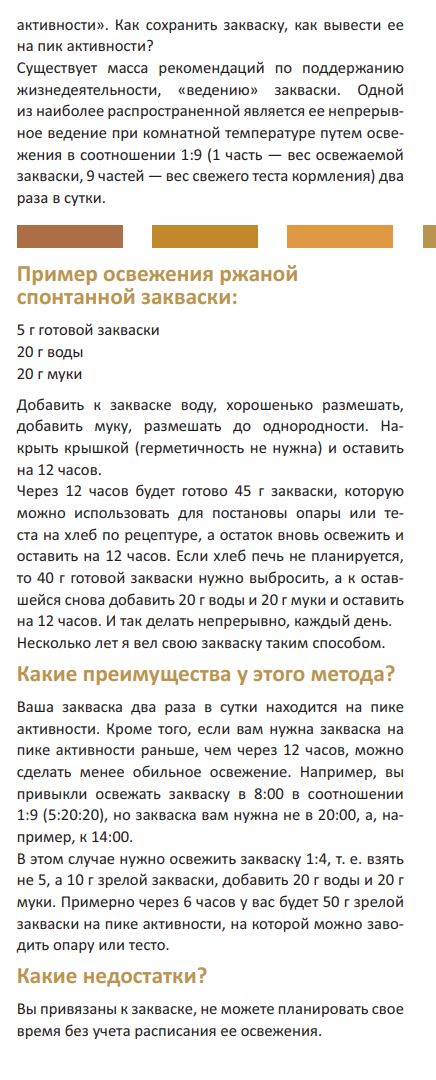 активности». Как сохранить закваску, как вывести ее
на пик активности?
Существует масса рекомендаций по поддержанию
жизнедеятельности, «ведению» закваски. Одной
из наиболее распространенной является ее непрерыв-
ное ведение при комнатной температуре путем осве-
жения в соотношении 1:9 (1 часть — вес освежаемой
закваски, 9 частей — вес свежего теста кормления) два
раза в сутки.
Пример освежения ржаной
спонтанной закваски:
5 г готовой закваски
20 г воды
20 г муки
Добавить к закваске воду, хорошенько размешать,
добавить муку, размешать до однородности. На-
крыть крышкой (герметичность не нужна) и оставить
на 12 часов.
Через 12 часов будет готово 45 г закваски, которую
можно использовать для постановы опары или те-
ста на хлеб по рецептуре, а остаток вновь освежить и
оставить на 12 часов. Если хлеб печь не планируется,
то 40 г готовой закваски нужно выбросить, а к остав-
шейся снова добавить 20 г воды и 20 г муки и оставить
на 12 часов. И так делать непрерывно, каждый день.
Несколько лет я вел свою закваску таким способом.
Какие преимущества у этого метода?
Ваша закваска два раза в сутки находится на пике
активности. Кроме того, если вам нужна закваска на
пике активности раньше, чем через 12 часов, можно
сделать менее обильное освежение. Например, вы
привыкли освежать закваску в 8:00 в соотношении
1:9 (5:20:20), но закваска вам нужна не в 20:00, а, на-
пример, к 14:00.
В этом случае нужно освежить закваску 1:4, т. е. взять
не 5, а 10 г зрелой закваски, добавить 20 г воды и 20 г
муки. Примерно через 6 часов у вас будет 50 г зрелой
закваски на пике активности, на которой можно заво-
дить опару или тесто.
Какие недостатки?
Вы привязаны к закваске, не можете планировать свое
время без учета расписания ее освежения.